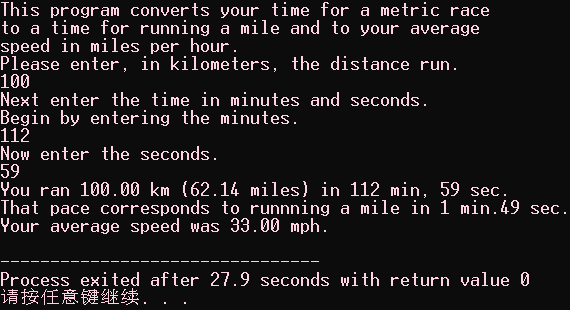 This program converts your time for a metric race
to a time for running a mile and to your average
speed in miles per hour.
Please enter, in kilometers, the distance run.
100
Next enter the time in minutes and seconds.
Begin by entering the minutes.
112
Now enter the seconds.
59
You ran 100.00 km (62.14 miles) in 112 min, 59 sec.
That pace corresponds to runnning a mile in 1 min.49 sec.
Your average speed was 33.00 mph.
--------------------------------
Process exited after 27.9 seconds with return value 0
请按任意键继续. . .